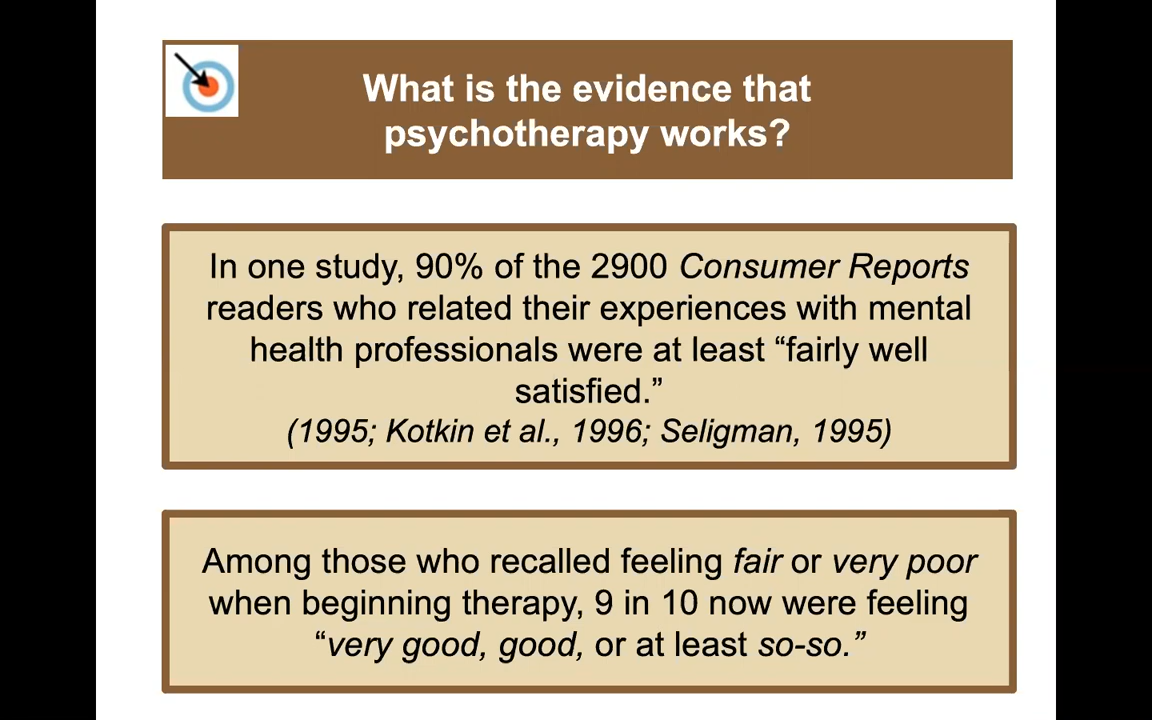 What is the evidence that
psychotherapy works?
In one study, 90% of the 2900 Consumer Reports
readers who related their experiences with mental
health professionals were at least “fairly well
satisfied.”
(1995; Kotkin et al., 1996; Seligman, 1995)
Among those who recalled feeling fair or very poor
when beginning therapy, 9 in 10 now were feeling
“very good, good, or at least so-so.”